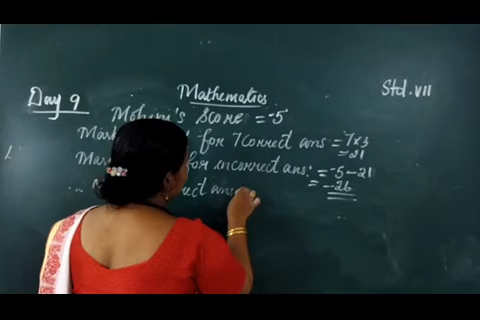 Day 9
Mathematics
Std. VII
Mohini's Score = -5
for 7 correct ans = 7 x 3
= 21
for incorrect ans. = -5 - 21
= -26
ans